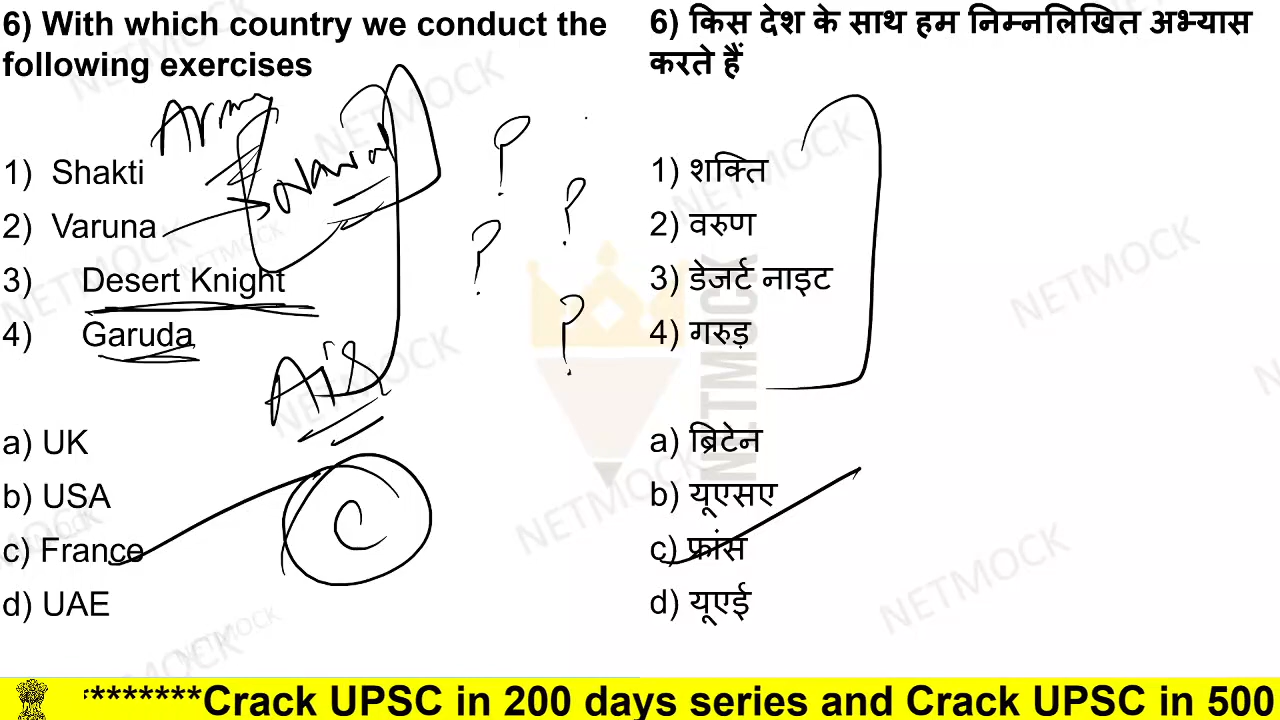 6) With which country we conduct the
following exercises
Army
1) Shakti
Naval
2) Varuna
3) Desert Knight
4) Garuda
Air
a) UK
b) USA
c) France
C
d) UAE
? ? ? ?
6) किस देश के साथ हम निम्नलिखित अभ्यास
करते हैं
1) शक्ति
2) वरुण
3) डेजर्ट नाइट
4) गरुड़
a) ब्रिटेन
b) यूएसए
c) फ्रांस
d) यूएई
NETMOCK
********Crack UPSC in 200 days series and Crack UPSC in 500